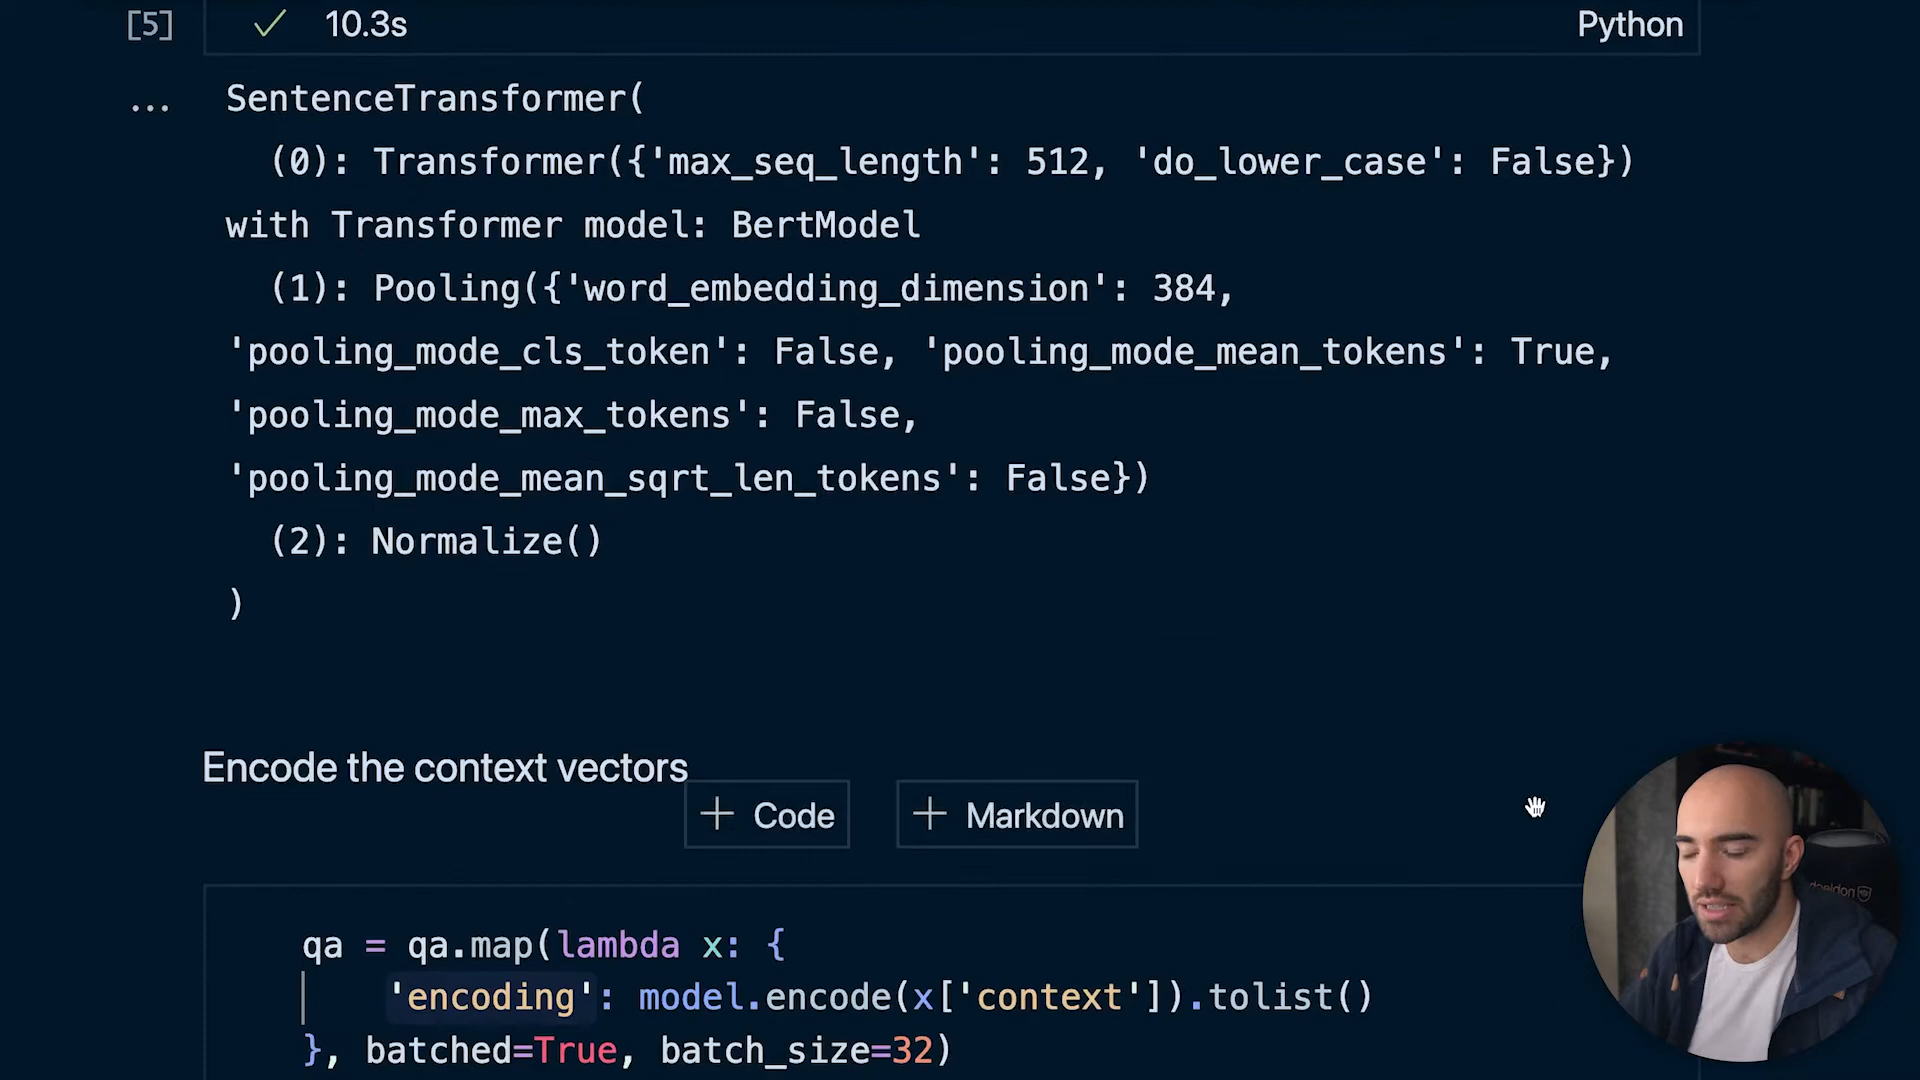 [5] 10.3s Python
... SentenceTransformer(
(0): Transformer({'max_seq_length': 512, 'do_lower_case': False})
with Transformer model: BertModel
(1): Pooling({'word_embedding_dimension': 384,
'pooling_mode_cls_token': False, 'pooling_mode_mean_tokens': True,
'pooling_mode_max_tokens': False,
'pooling_mode_mean_sqrt_len_tokens': False})
(2): Normalize()
)
Encode the context vectors
+ Code + Markdown
qa = qa.map(lambda x: {
'encoding': model.encode(x['context']).tolist()
}, batched=True, batch_size=32)